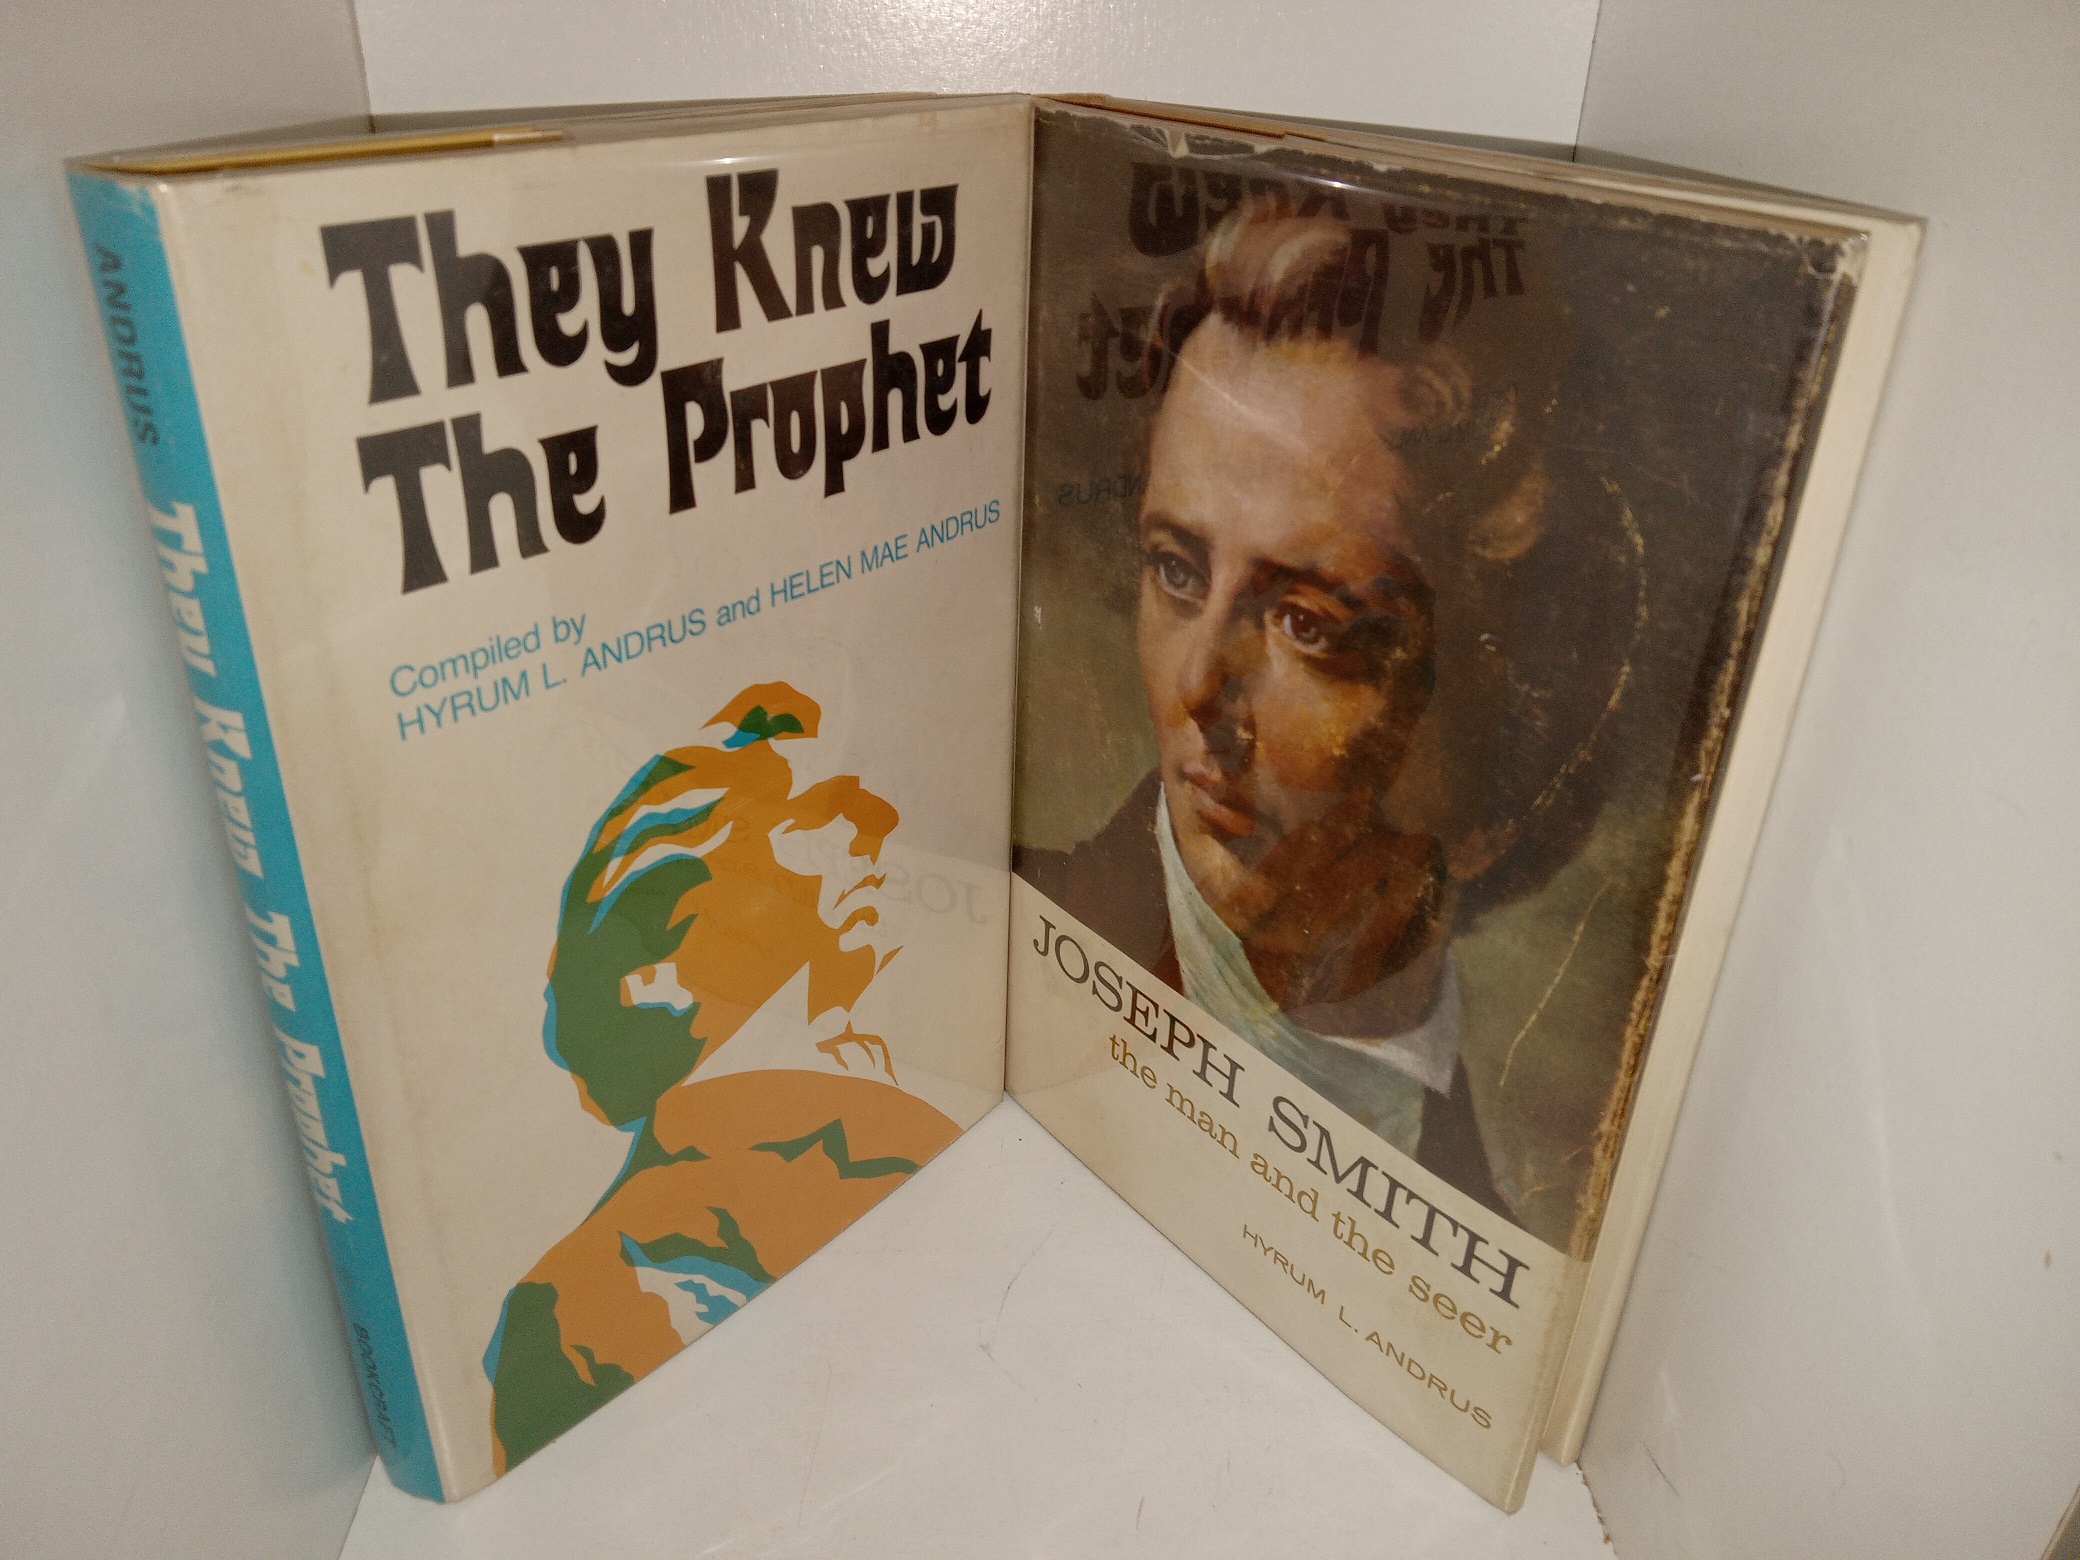 ANDRUS They Knew The Prophet BOOKCRAFT
They Knew
The Prophet
Compiled by
HYRUM L. ANDRUS and HELEN MAE ANDRUS
JOSEPH SMITH
the man and the seer
HYRUM L. ANDRUS